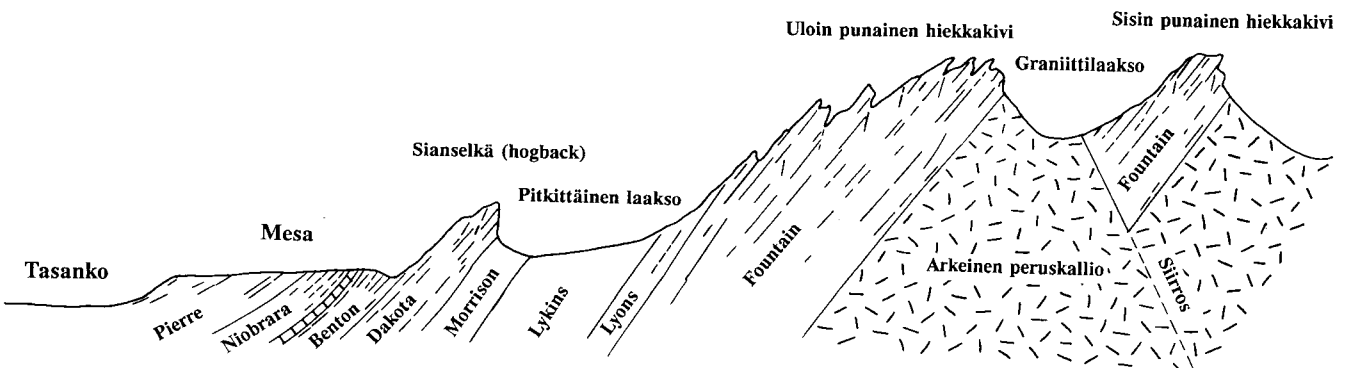 Sisin punainen hiekkakivi
Uloin punainen hiekkakivi
Graniittilaakso
Sianselkä (hogback)
Pitkittäinen laakso
Mesa
Tasanko
Pierre
Niobrara
Benton
Dakota
Morrison
Lykins
Lyons
Fountain
Arkeinen peruskallio
Fountain
Siirros